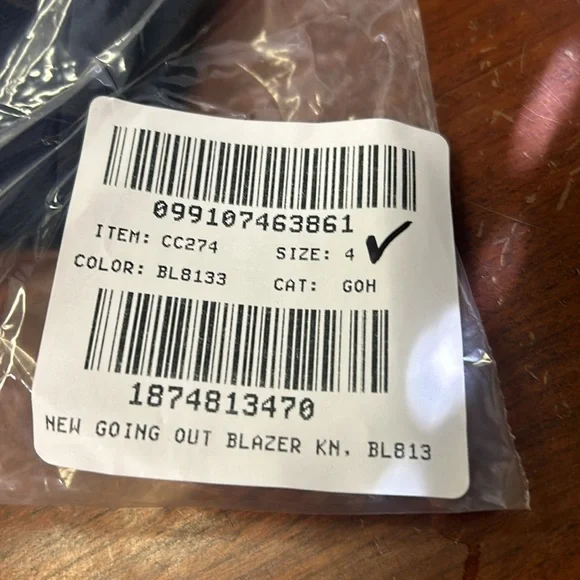 099107463861
ITEM: CC274 SIZE: 4
COLOR: BL8133 CAT: GOH
1874813470
NEW GOING OUT BLAZER KN, BL813